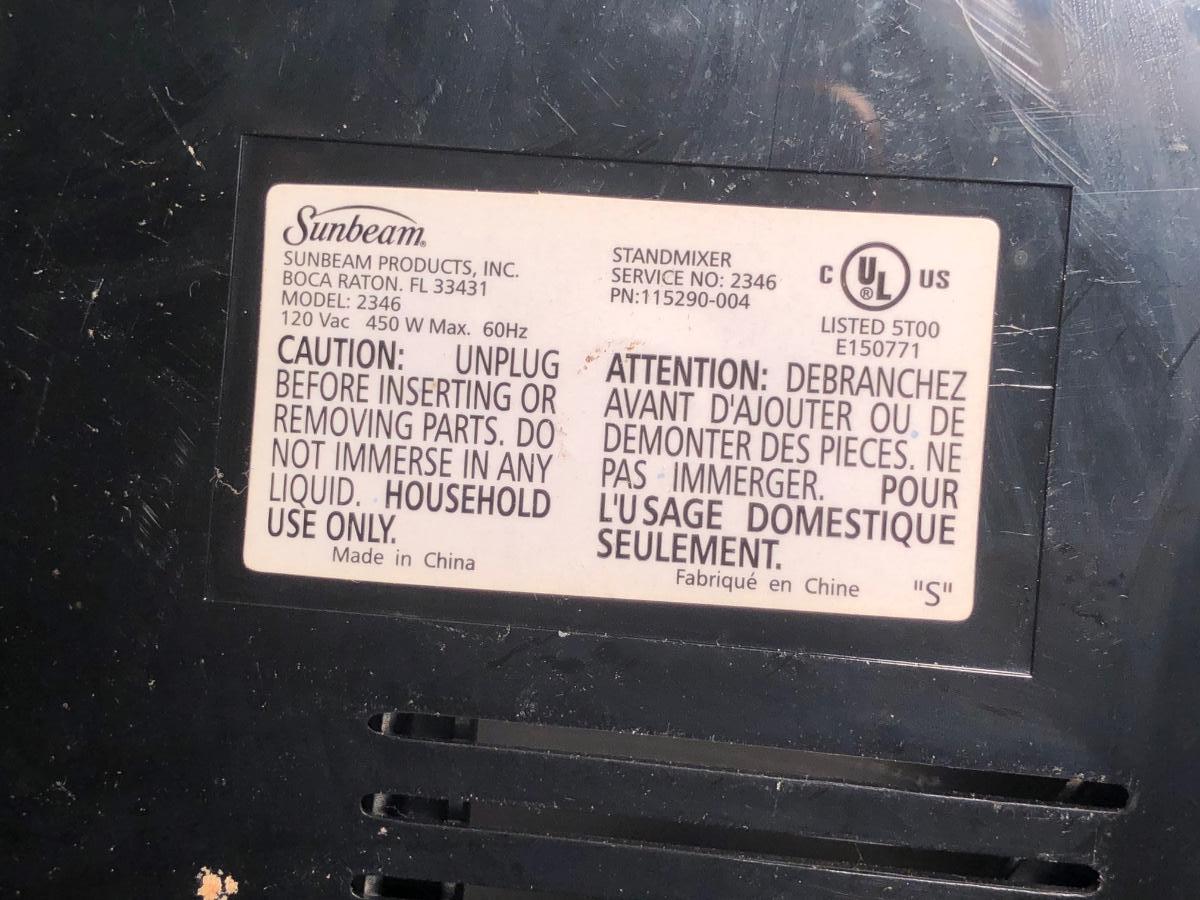 Sunbeam®
SUNBEAM PRODUCTS, INC.
BOCA RATON. FL 33431
MODEL: 2346
120 Vac 450 W Max. 60Hz
CAUTION: UNPLUG
BEFORE INSERTING OR
REMOVING PARTS. DO
NOT IMMERSE IN ANY
LIQUID. HOUSEHOLD
USE ONLY.
Made in China
STANDMIXER
SERVICE NO: 2346
PN:115290-004
C UL® US
LISTED 5T00
E150771
ATTENTION: DEBRANCHEZ
AVANT D'AJOUTER OU DE
DEMONTER DES PIECES. NE
PAS IMMERGER. POUR
L'USAGE DOMESTIQUE
SEULEMENT.
Fabriqué en Chine
"S"